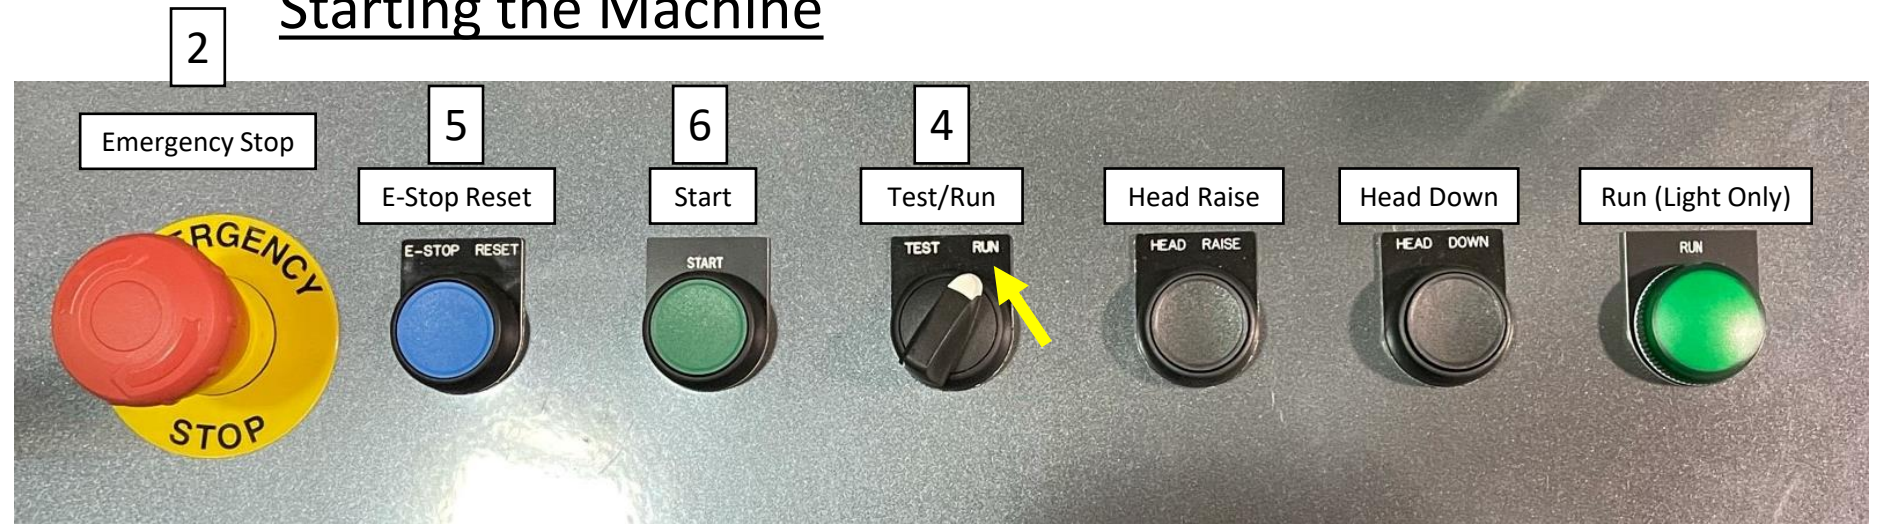 Starting the Machine
2
Emergency Stop
5
E-Stop Reset
6
Start
4
Test/Run
Head Raise
Head Down
Run (Light Only)
ERGENCY
STOP
E-STOP RESET
START
TEST RUN
HEAD RAISE
HEAD DOWN
RUN